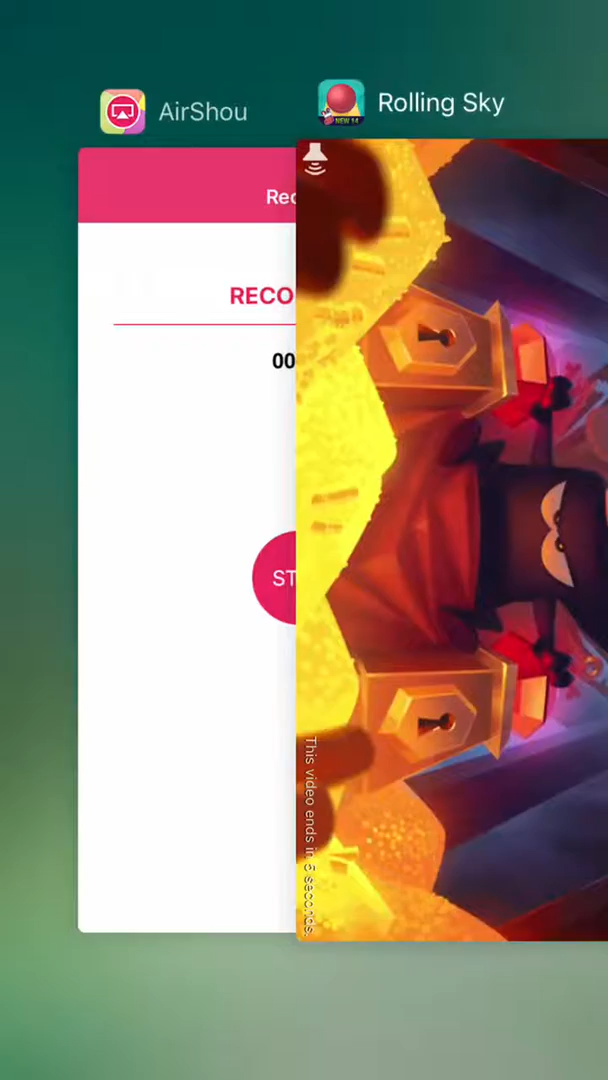 AirShou
Rolling Sky
NEW 14
Rec
RECO
00
ST
This video ends in 5 seconds.